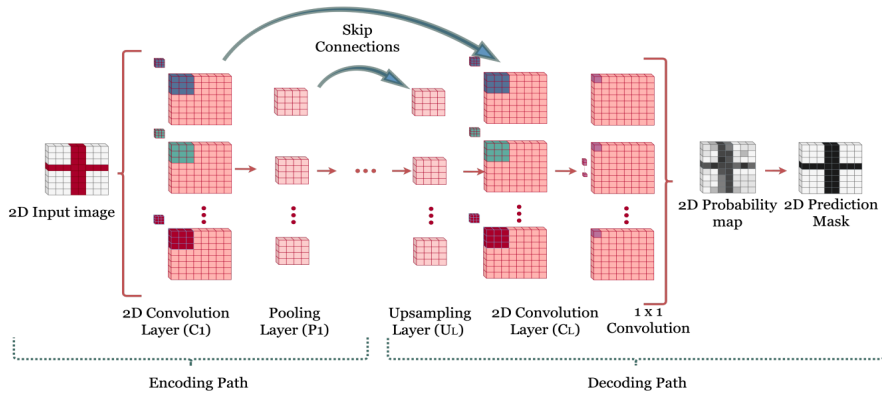 Skip
Connections
2D Input image
2D Probability
map
2D Prediction
Mask
2D Convolution
Layer (C1)
Pooling
Layer (P1)
Upsampling
Layer (UL)
2D Convolution
Layer (CL)
1 x 1
Convolution
Encoding Path
Decoding Path